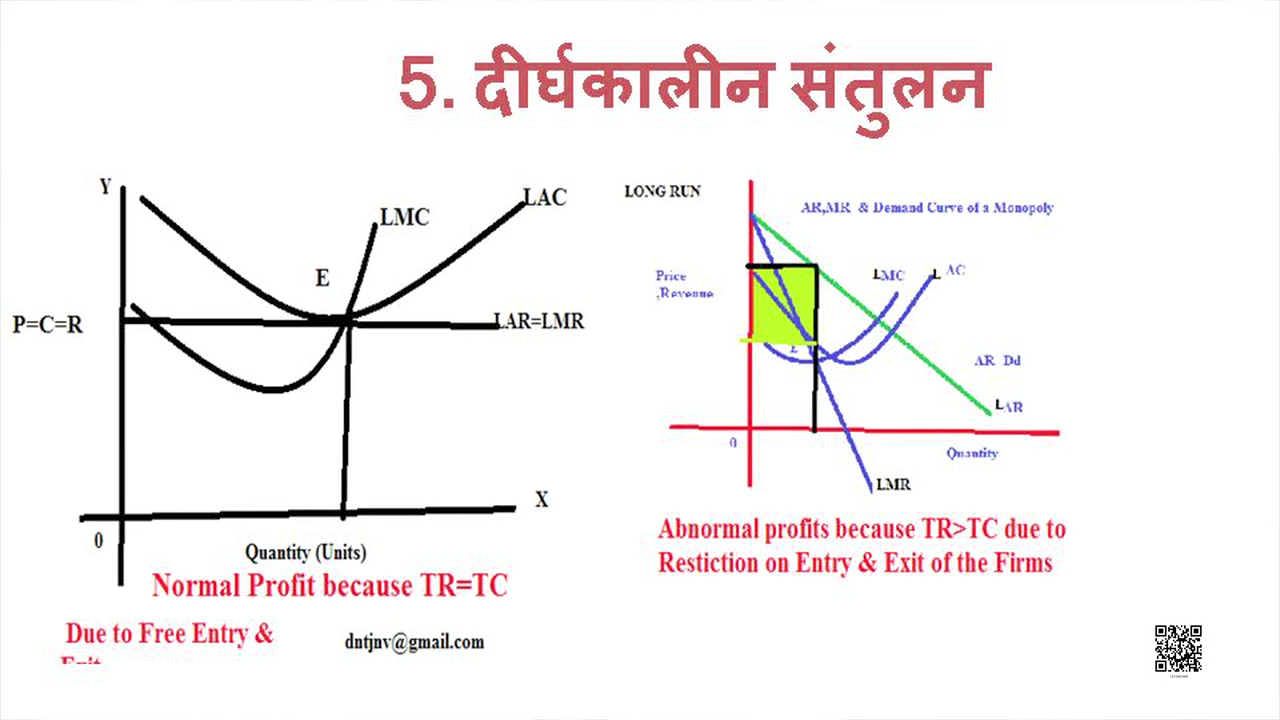 5. दीर्घकालीन संतुलन
Y
LMC
LAC
E
P=C=R
LAR=LMR
X
0
Quantity (Units)
Normal Profit because TR=TC
Due to Free Entry &
dntjnv@gmail.com
LONG RUN
AR,MR & Demand Curve of a Monopoly
Price
,Revenue
LMC
L AC
E
AR Dd
LAR
0
Quantity
LMR
Abnormal profits because TR>TC due to
Restiction on Entry & Exit of the Firms